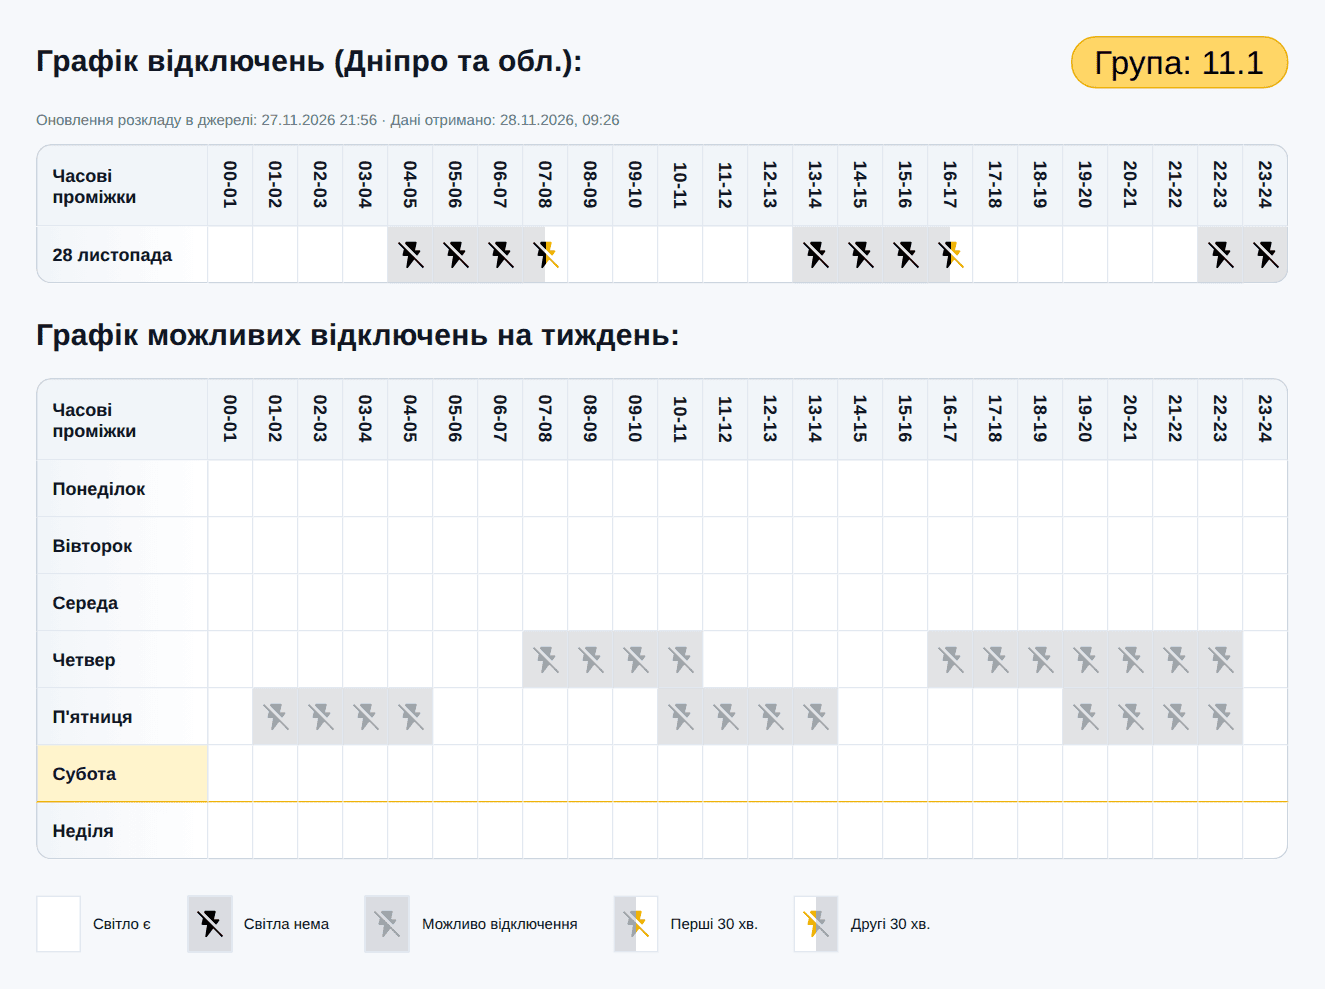 Графік відключень (Дніпро та обл.):
Група: 11.1
Оновлення розкладу в джерелі: 27.11.2026 21:56 · Дані отримано: 28.11.2026, 09:26
Часові
проміжки
00-01 01-02 02-03 03-04 04-05 05-06 06-07 07-08 08-09 09-10 10-11 11-12 12-13 13-14 14-15 15-16 16-17 17-18 18-19 19-20 20-21 21-22 22-23 23-24
28 листопада
Графік можливих відключень на тиждень:
Часові
проміжки
00-01 01-02 02-03 03-04 04-05 05-06 06-07 07-08 08-09 09-10 10-11 11-12 12-13 13-14 14-15 15-16 16-17 17-18 18-19 19-20 20-21 21-22 22-23 23-24
Понеділок
Вівторок
Середа
Четвер
П'ятниця
Субота
Неділя
Світло є Світла нема Можливо відключення Перші 30 хв. Другі 30 хв.